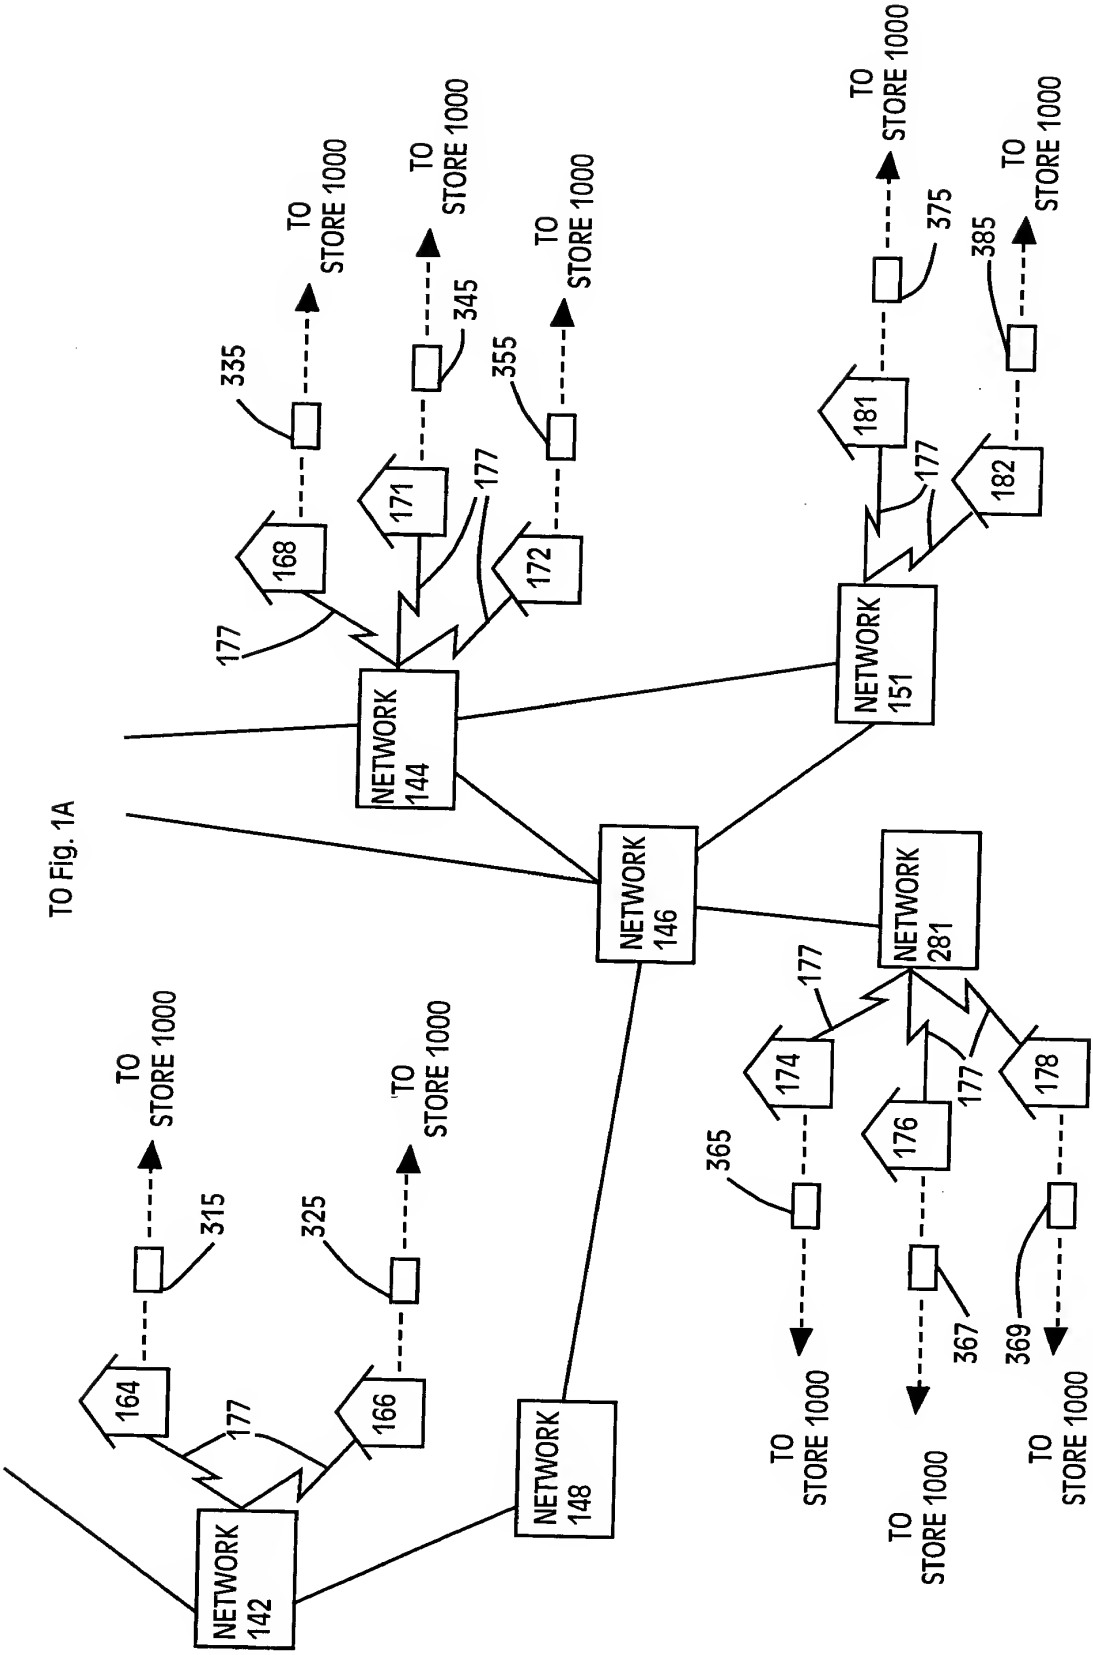 TO Fig. 1A
NETWORK
142
177
164
315
TO
STORE 1000
166
325
TO
STORE 1000
NETWORK
148
NETWORK
144
177
168
335
TO
STORE 1000
171
345
TO
STORE 1000
177
172
355
TO
STORE 1000
NETWORK
146
TO
STORE 1000
365
174
177
TO
STORE 1000
367
176
177
TO
STORE 1000
369
178
NETWORK
281
NETWORK
151
177
181
375
TO
STORE 1000
182
385
TO
STORE 1000